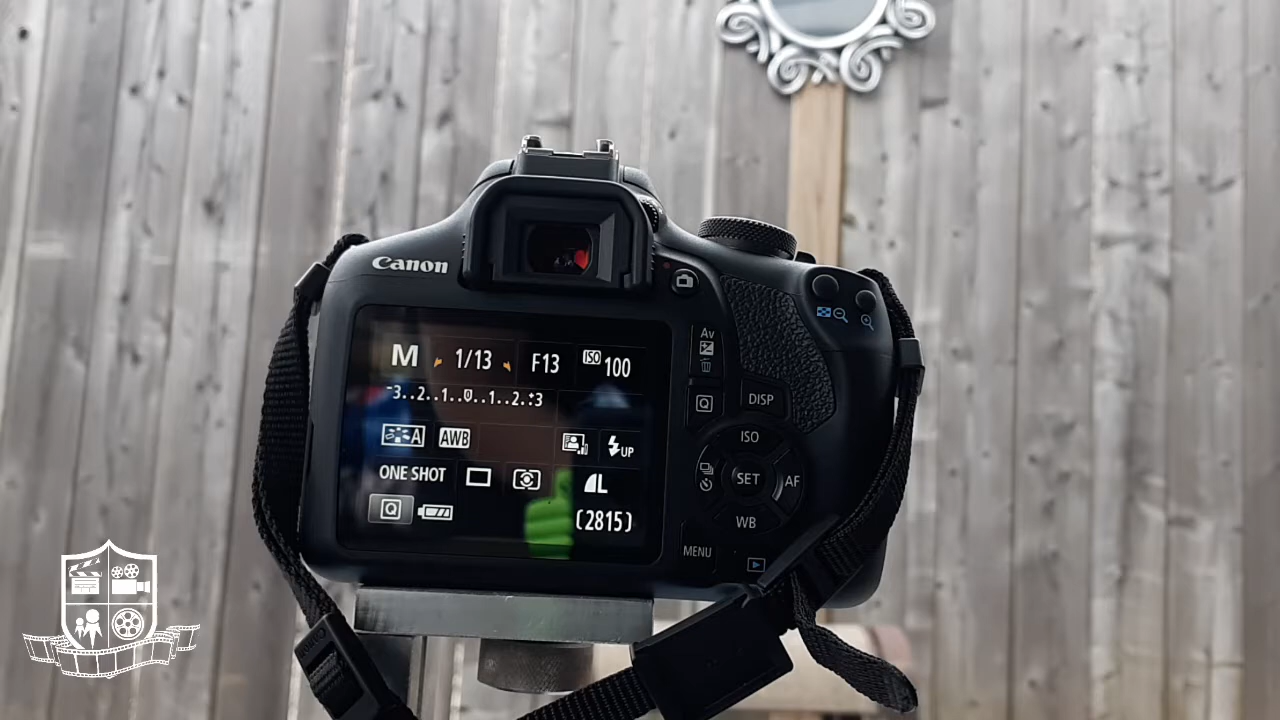 Canon
M 1/13 F13 ISO 100
-3..2..1..0..1..2.:+3
A AWB UP
ONE SHOT L
Q (2815)
Av
Q DISP
ISO
SET AF
WB
MENU